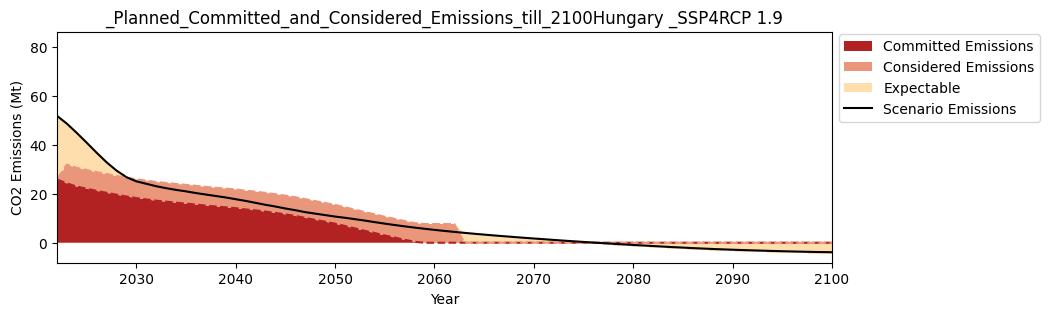 _Planned_Committed_and_Considered_Emissions_till_2100Hungary _SSP4RCP 1.9
Committed Emissions
Considered Emissions
Expectable
Scenario Emissions
CO2 Emissions (Mt)
80
60
40
20
0
2030 2040 2050 2060 2070 2080 2090 2100
Year